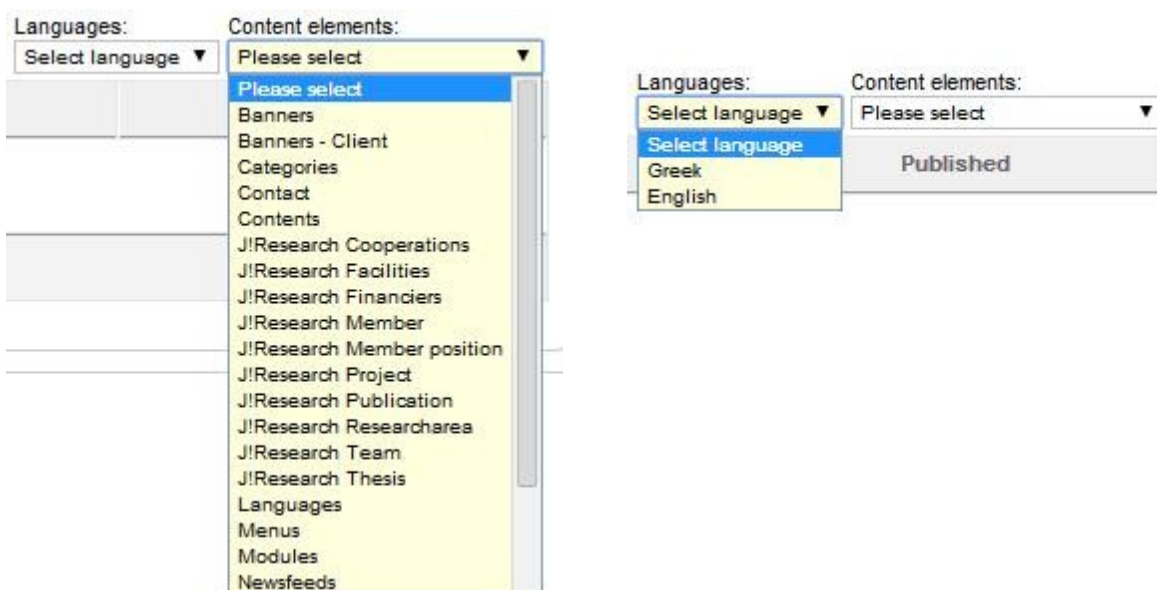 Languages: Content elements:
Select language ▼ Please select ▼
Please select
Banners
Banners - Client
Categories
Contact
Contents
J!Research Cooperations
J!Research Facilities
J!Research Financiers
J!Research Member
J!Research Member position
J!Research Project
J!Research Publication
J!Research Researcharea
J!Research Team
J!Research Thesis
Languages
Menus
Modules
Newsfeeds
Languages: Content elements:
Select language ▼ Please select ▼
Select language
Greek Published
English